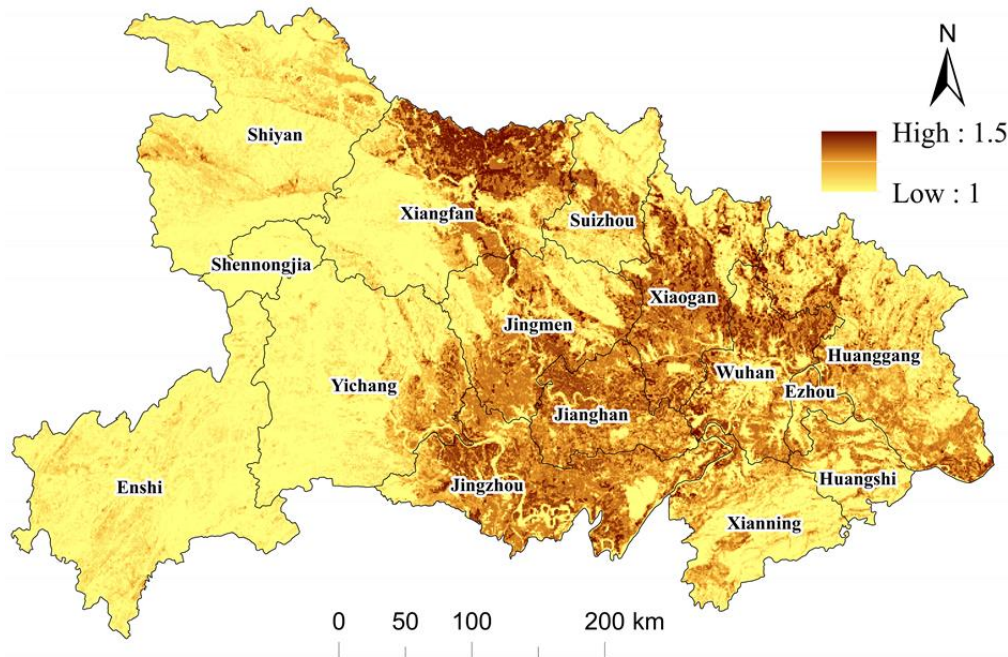 N
High : 1.5
Low : 1
Shiyan
Xiangfan
Suizhou
Shennongjia
Xiaogan
Jingmen
Huanggang
Wuhan
Yichang
Ezhou
Jianghan
Enshi
Jingzhou
Huangshi
Xianning
0 50 100 200 km